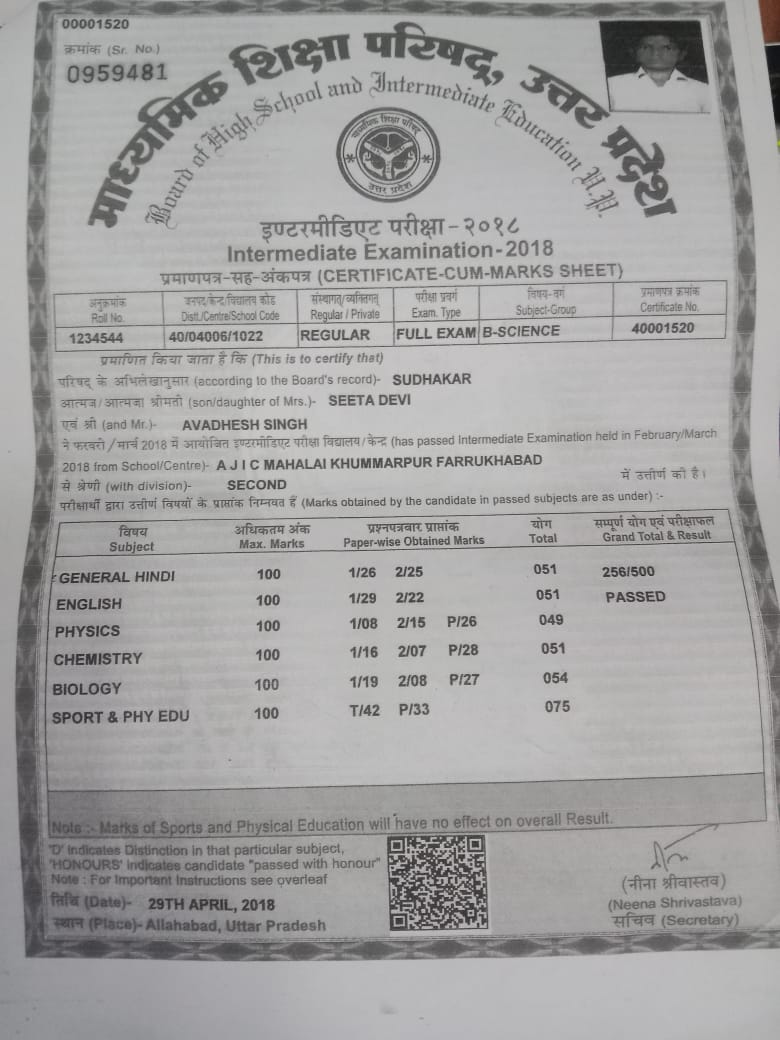 00001520
क्रमांक (Sr. No.)
0959481
माध्यमिक शिक्षा परिषद्, उत्तर प्रदेश
Board of High School and Intermediate Education U.P.
माध्यमिक शिक्षा परिषद्
उत्तर प्रदेश
इण्टरमीडिएट परीक्षा-२०१८
Intermediate Examination-2018
प्रमाणपत्र-सह-अंकपत्र (CERTIFICATE-CUM-MARKS SHEET)
अनुक्रमांक जनपद/केन्द्र/विद्यालय कोड संस्थागत/व्यक्तिगत परीक्षा प्रवर्ग विषय-वर्ग प्रमाणपत्र क्रमांक
Roll No. Distt./Centre/School Code Regular / Private Exam. Type Subject-Group Certificate No.
1234544 40/04006/1022 REGULAR FULL EXAM B-SCIENCE 40001520
प्रमाणित किया जाता है कि (This is to certify that)
परिषद् के अभिलेखानुसार (according to the Board's record)- SUDHAKAR
आत्मज/आत्मजा श्रीमती (son/daughter of Mrs.)- SEETA DEVI
एवं श्री (and Mr.)- AVADHESH SINGH
ने फरवरी/मार्च 2018 में आयोजित इण्टरमीडिएट परीक्षा विद्यालय/केन्द्र (has passed Intermediate Examination held in February/March
2018 from School/Centre)- A J I C MAHALAI KHUMMARPUR FARRUKHABAD
से श्रेणी (with division)- SECOND में उत्तीर्ण की है।
परीक्षार्थी द्वारा उत्तीर्ण विषयों के प्राप्तांक निम्नवत हैं (Marks obtained by the candidate in passed subjects are as under) :-
विषय अधिकतम अंक प्रश्नपत्रवार प्राप्तांक योग सम्पूर्ण योग एवं परीक्षाफल
Subject Max. Marks Paper-wise Obtained Marks Total Grand Total & Result
GENERAL HINDI 100 1/26 2/25 051 256/500
ENGLISH 100 1/29 2/22 051 PASSED
PHYSICS 100 1/08 2/15 P/26 049
CHEMISTRY 100 1/16 2/07 P/28 051
BIOLOGY 100 1/19 2/08 P/27 054
SPORT & PHY EDU 100 T/42 P/33 075
Note :- Marks of Sports and Physical Education will have no effect on overall Result.
'D' Indicates Distinction in that particular subject,
'HONOURS' Indicates candidate "passed with honour"
Note : For Important Instructions see overleaf
तिथि (Date)- 29TH APRIL, 2018
स्थान (Place)- Allahabad, Uttar Pradesh
(नीना श्रीवास्तव)
(Neena Shrivastava)
सचिव (Secretary)